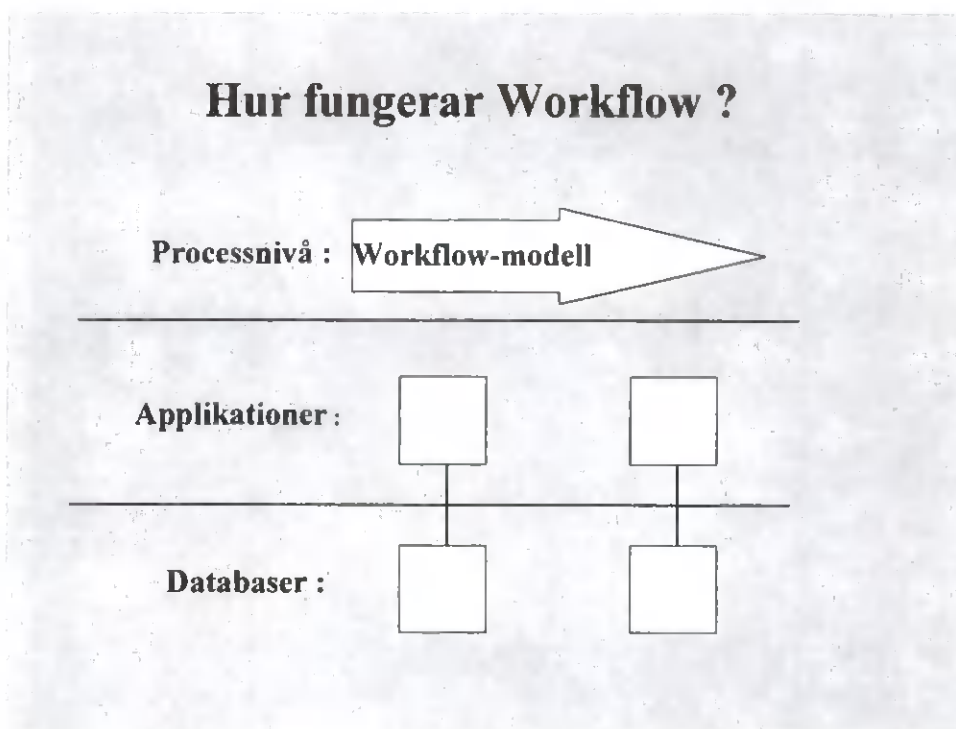 Hur fungerar Workflow ?
Processnivå : Workflow-modell
Applikationer :
Databaser :